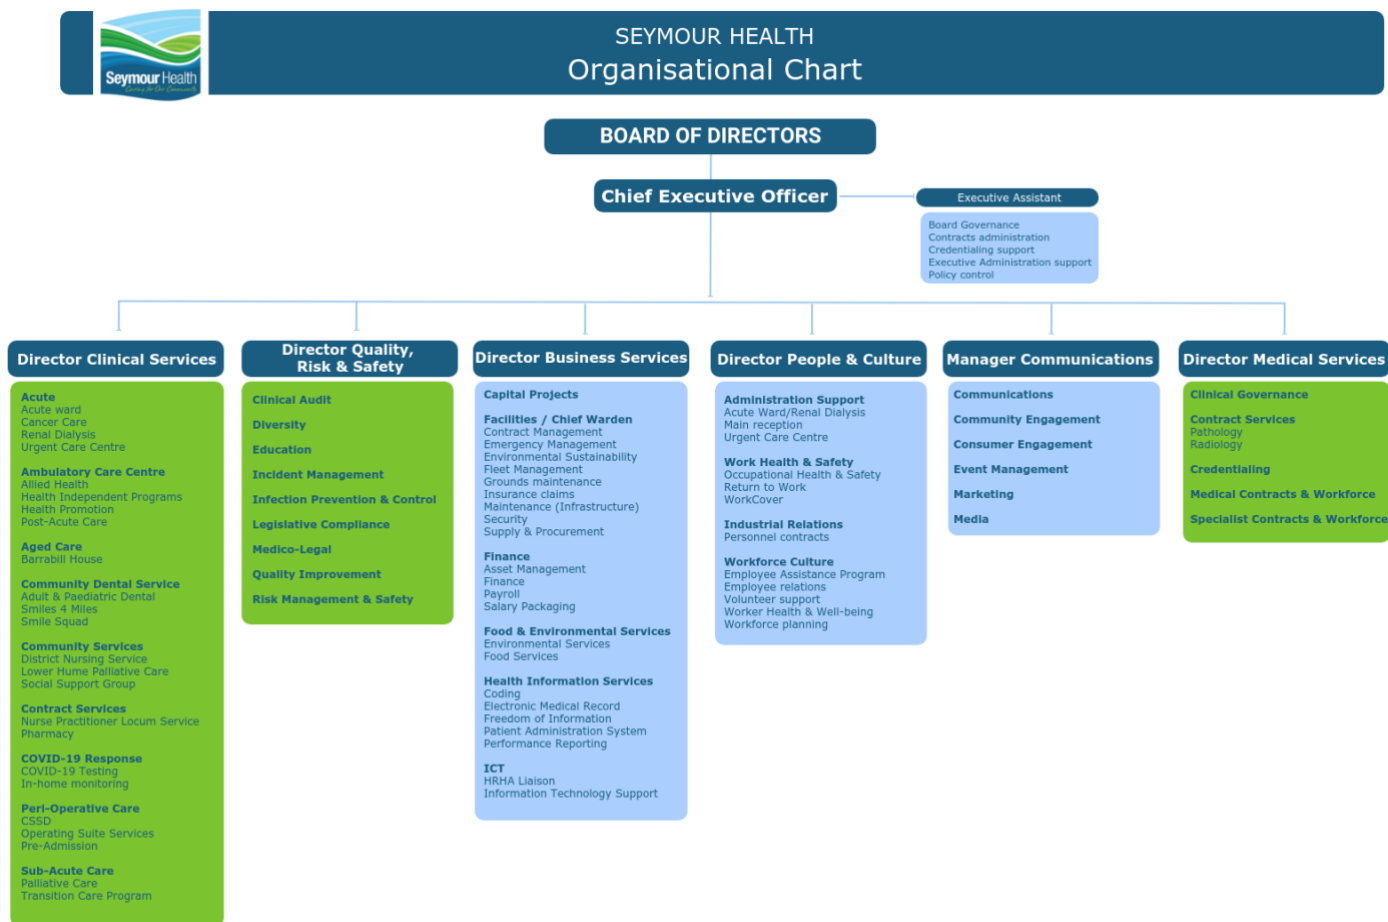 SEYMOUR HEALTH
Organisational Chart
Seymour Health
Caring for Our Community
BOARD OF DIRECTORS
Chief Executive Officer
Executive Assistant
Board Governance
Contracts administration
Credentialing support
Executive Administration support
Policy control
Director Clinical Services
Acute
Acute ward
Cancer Care
Renal Dialysis
Urgent Care Centre
Ambulatory Care Centre
Allied Health
Health Independent Programs
Health Promotion
Post-Acute Care
Aged Care
Barrabill House
Community Dental Service
Adult & Paediatric Dental
Smiles 4 Miles
Smile Squad
Community Services
District Nursing Service
Lower Hume Palliative Care
Social Support Group
Contract Services
Nurse Practitioner Locum Service
Pharmacy
COVID-19 Response
COVID-19 Testing
In-home monitoring
Peri-Operative Care
CSSD
Operating Suite Services
Pre-Admission
Sub-Acute Care
Palliative Care
Transition Care Program
Director Quality,
Risk & Safety
Clinical Audit
Diversity
Education
Incident Management
Infection Prevention & Control
Legislative Compliance
Medico-Legal
Quality Improvement
Risk Management & Safety
Director Business Services
Capital Projects
Facilities / Chief Warden
Contract Management
Emergency Management
Environmental Sustainability
Fleet Management
Grounds maintenance
Insurance claims
Maintenance (Infrastructure)
Security
Supply & Procurement
Finance
Asset Management
Finance
Payroll
Salary Packaging
Food & Environmental Services
Environmental Services
Food Services
Health Information Services
Coding
Electronic Medical Record
Freedom of Information
Patient Administration System
Performance Reporting
ICT
HRHA Liaison
Information Technology Support
Director People & Culture
Administration Support
Acute Ward/Renal Dialysis
Main reception
Urgent Care Centre
Work Health & Safety
Occupational Health & Safety
Return to Work
WorkCover
Industrial Relations
Personnel contracts
Workforce Culture
Employee Assistance Program
Employee relations
Volunteer support
Worker Health & Well-being
Workforce planning
Manager Communications
Communications
Community Engagement
Consumer Engagement
Event Management
Marketing
Media
Director Medical Services
Clinical Governance
Contract Services
Pathology
Radiology
Credentialing
Medical Contracts & Workforce
Specialist Contracts & Workforce